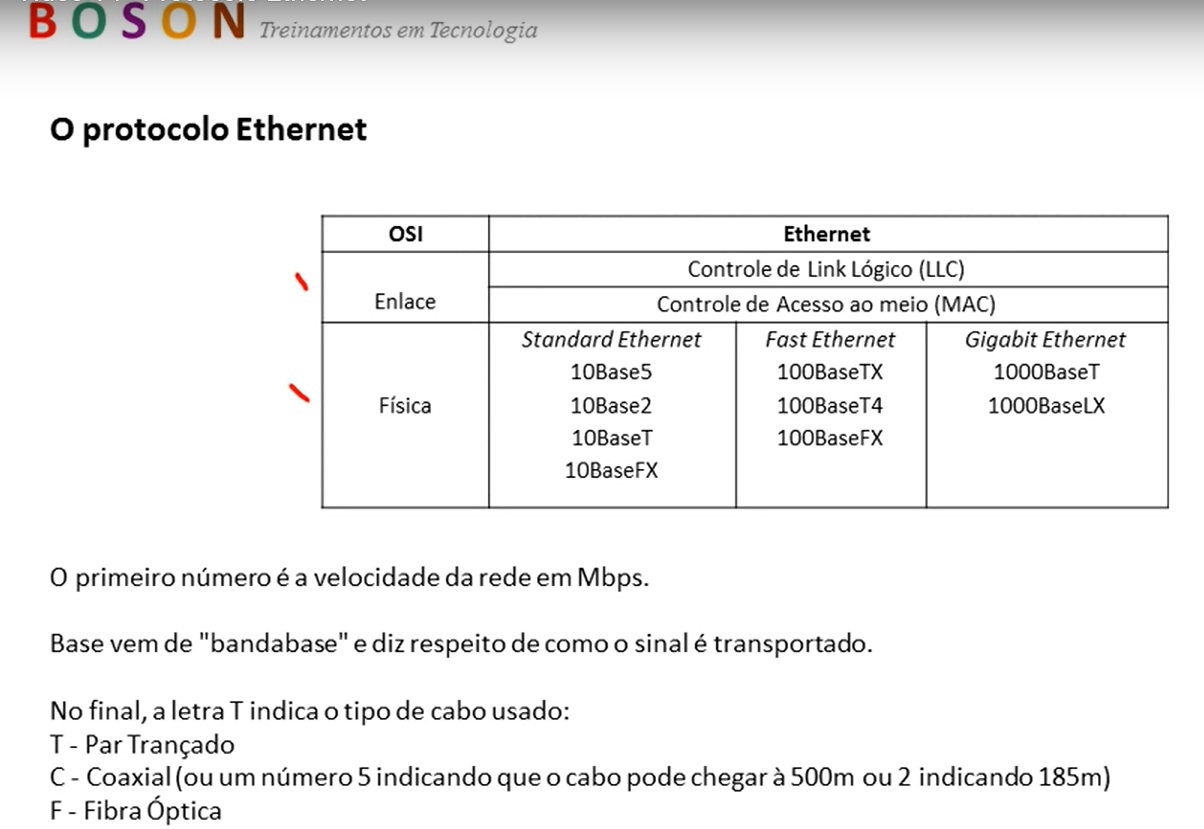 BOSON Treinamentos em Tecnologia
O protocolo Ethernet
OSI Ethernet
Controle de Link Lógico (LLC)
Enlace Controle de Acesso ao meio (MAC)
Standard Ethernet Fast Ethernet Gigabit Ethernet
10Base5 100BaseTX 1000BaseT
Física 10Base2 100BaseT4 1000BaseLX
10BaseT 100BaseFX
10BaseFX
O primeiro número é a velocidade da rede em Mbps.
Base vem de "bandabase" e diz respeito de como o sinal é transportado.
No final, a letra T indica o tipo de cabo usado:
T - Par Trançado
C - Coaxial (ou um número 5 indicando que o cabo pode chegar à 500m ou 2 indicando 185m)
F - Fibra Óptica